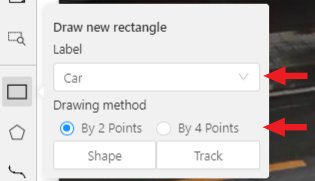 Draw new rectangle
Label
Car
Drawing method
By 2 Points By 4 Points
Shape Track